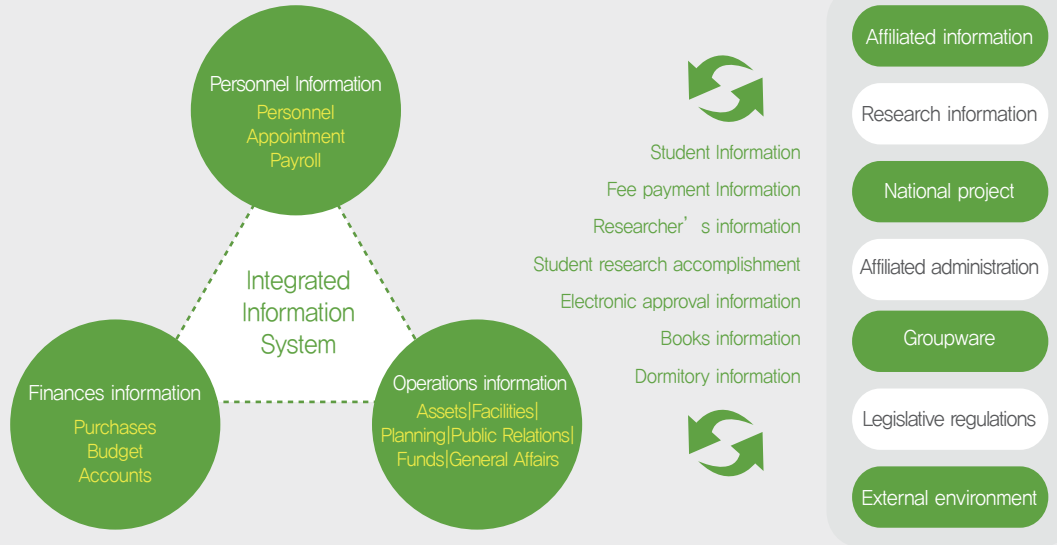 Personnel Information
Personnel
Appointment
Payroll
Integrated
Information
System
Finances information
Purchases
Budget
Accounts
Operations information
Assets|Facilities|
Planning|Public Relations|
Funds|General Affairs
Student Information
Fee payment Information
Researcher’ s information
Student research accomplishment
Electronic approval information
Books information
Dormitory information
Affiliated information
Research information
National project
Affiliated administration
Groupware
Legislative regulations
External environment